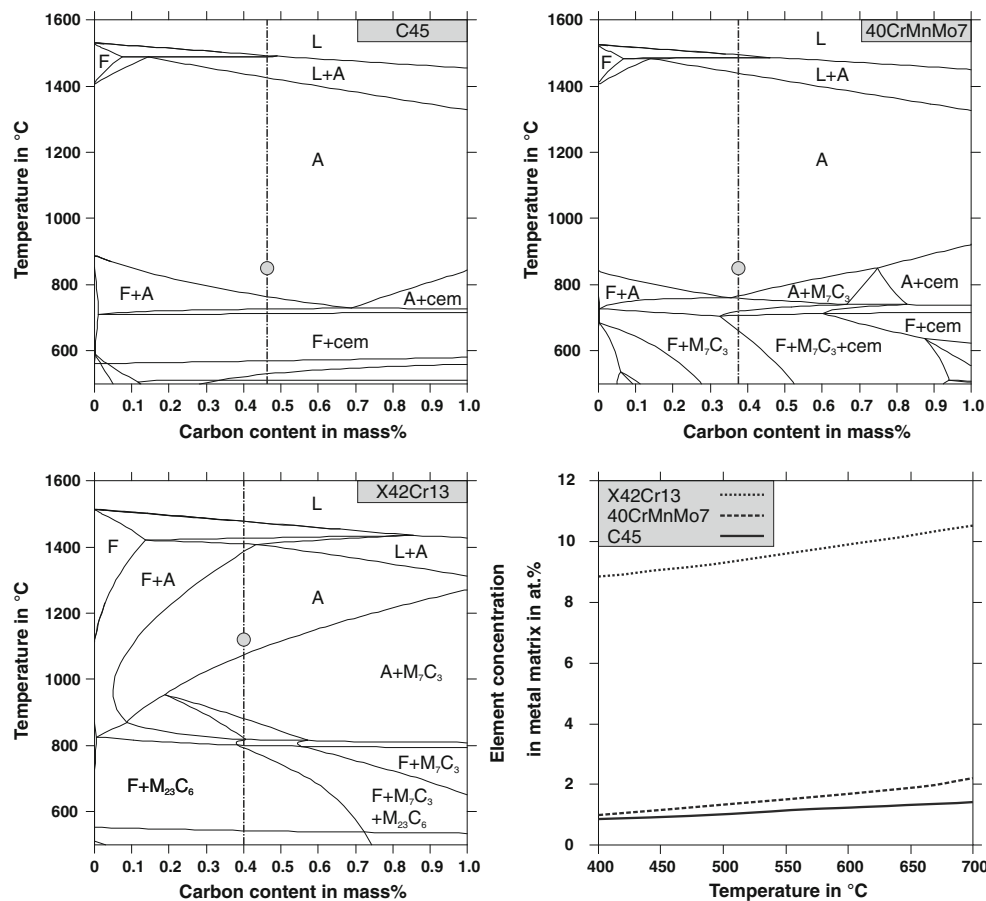 C45
Temperature in °C
1600
1400
1200
1000
800
600
L
F
L+A
A
F+A
A+cem
F+cem
0 0.1 0.2 0.3 0.4 0.5 0.6 0.7 0.8 0.9 1.0
Carbon content in mass%
40CrMnMo7
Temperature in °C
1600
1400
1200
1000
800
600
L
F
L+A
A
F+A
A+M₇C₃
A+cem
F+cem
F+M₇C₃
F+M₇C₃+cem
0 0.1 0.2 0.3 0.4 0.5 0.6 0.7 0.8 0.9 1.0
Carbon content in mass%
X42Cr13
Temperature in °C
1600
1400
1200
1000
800
600
L
F
L+A
F+A
A
A+M₇C₃
F+M₇C₃
F+M₂₃C₆
F+M₇C₃
+M₂₃C₆
0 0.1 0.2 0.3 0.4 0.5 0.6 0.7 0.8 0.9 1.0
Carbon content in mass%
Element concentration
in metal matrix in at.%
12
10
8
6
4
2
0
X42Cr13
40CrMnMo7
C45
400 450 500 550 600 650 700
Temperature in °C